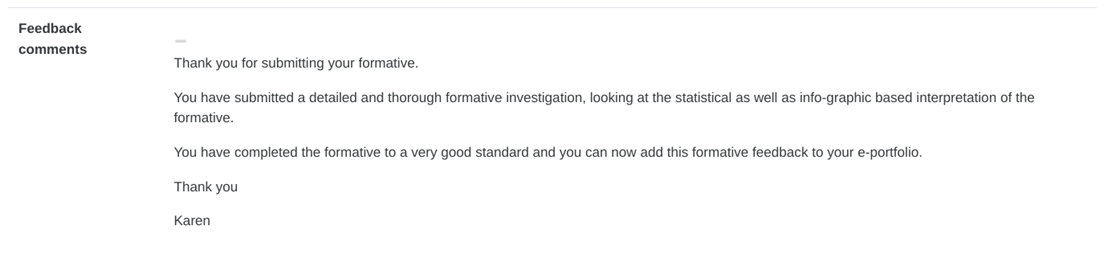 Feedback
comments
Thank you for submitting your formative.
You have submitted a detailed and thorough formative investigation, looking at the statistical as well as info-graphic based interpretation of the
formative.
You have completed the formative to a very good standard and you can now add this formative feedback to your e-portfolio.
Thank you
Karen